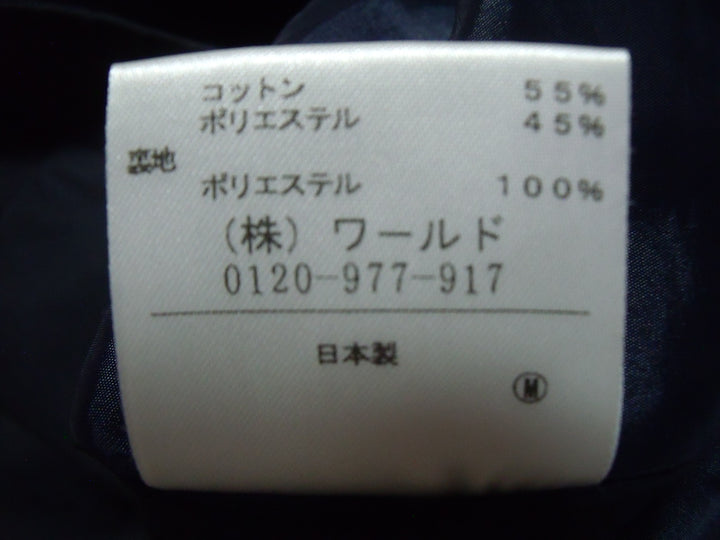 コットン 55%
ポリエステル 45%
裏地
ポリエステル 100%
(株) ワールド
0120-977-917
日本製
Ⓜ